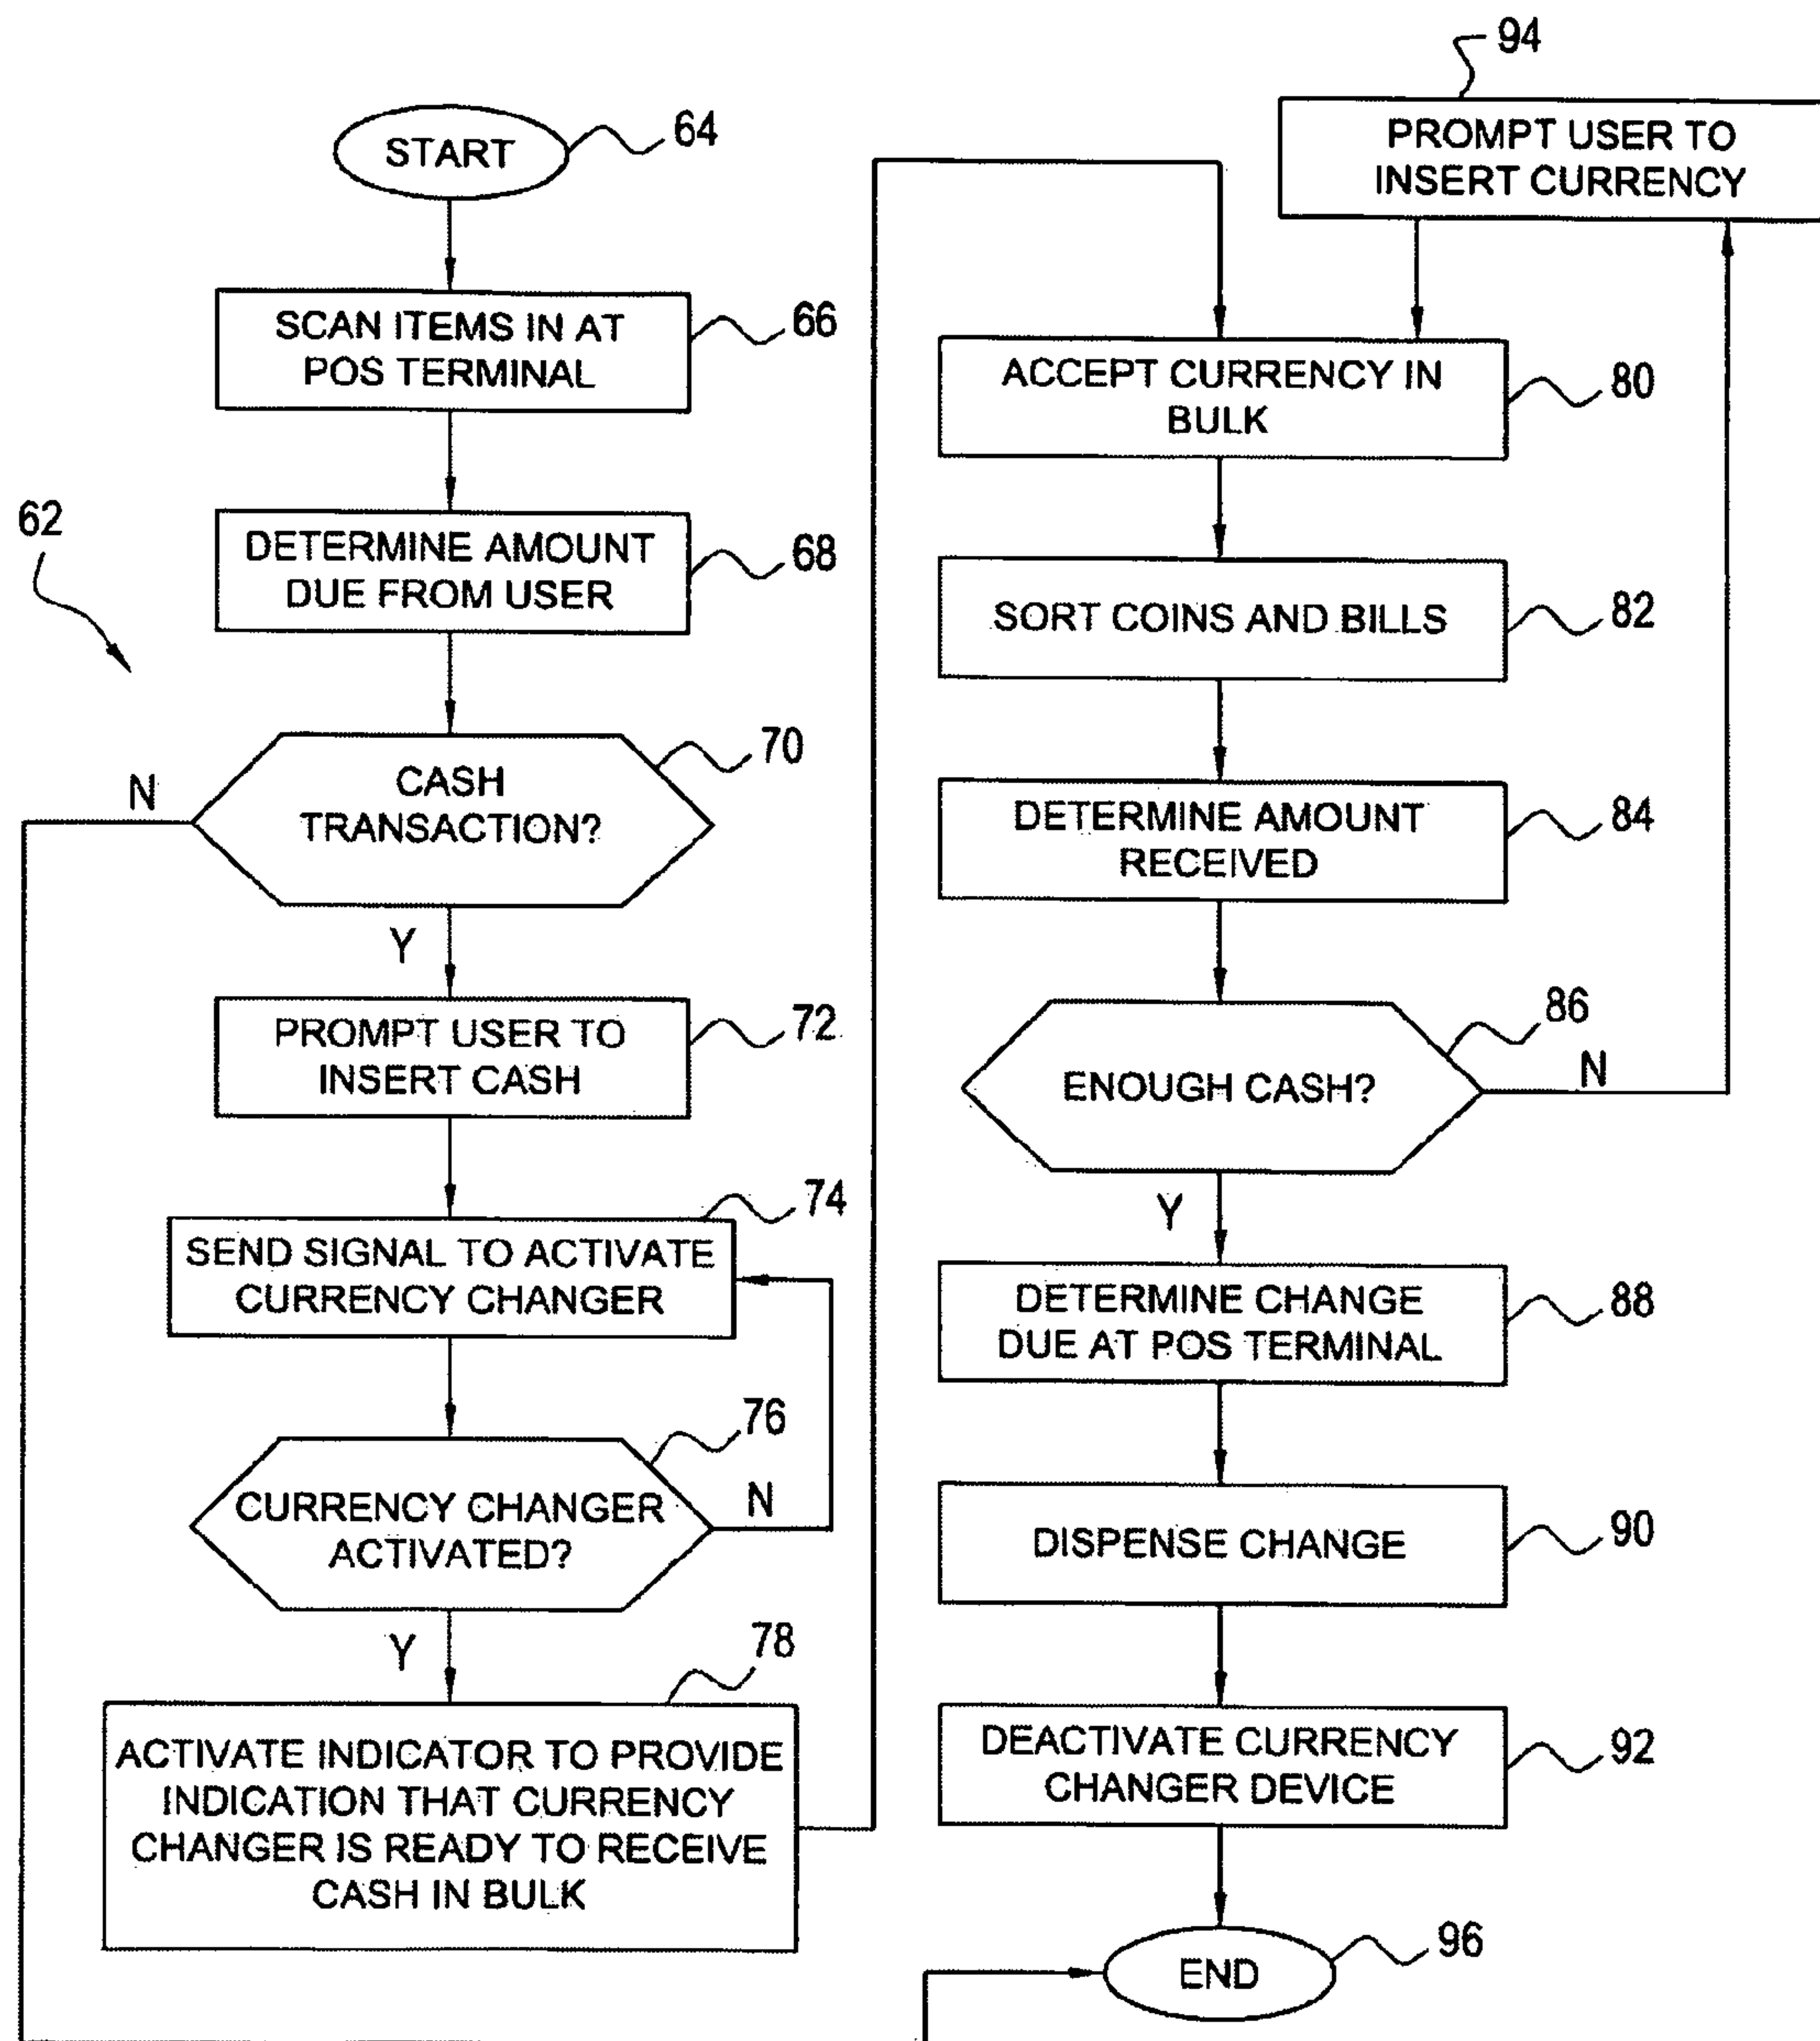 START
64
SCAN ITEMS IN AT
POS TERMINAL
66
DETERMINE AMOUNT
DUE FROM USER
68
62
CASH
TRANSACTION?
70
N
Y
PROMPT USER TO
INSERT CASH
72
SEND SIGNAL TO ACTIVATE
CURRENCY CHANGER
74
CURRENCY CHANGER
ACTIVATED?
76
N
Y
ACTIVATE INDICATOR TO PROVIDE
INDICATION THAT CURRENCY
CHANGER IS READY TO RECEIVE
CASH IN BULK
78
94
PROMPT USER TO
INSERT CURRENCY
ACCEPT CURRENCY IN
BULK
80
SORT COINS AND BILLS
82
DETERMINE AMOUNT
RECEIVED
84
ENOUGH CASH?
86
N
Y
DETERMINE CHANGE
DUE AT POS TERMINAL
88
DISPENSE CHANGE
90
DEACTIVATE CURRENCY
CHANGER DEVICE
92
END
96